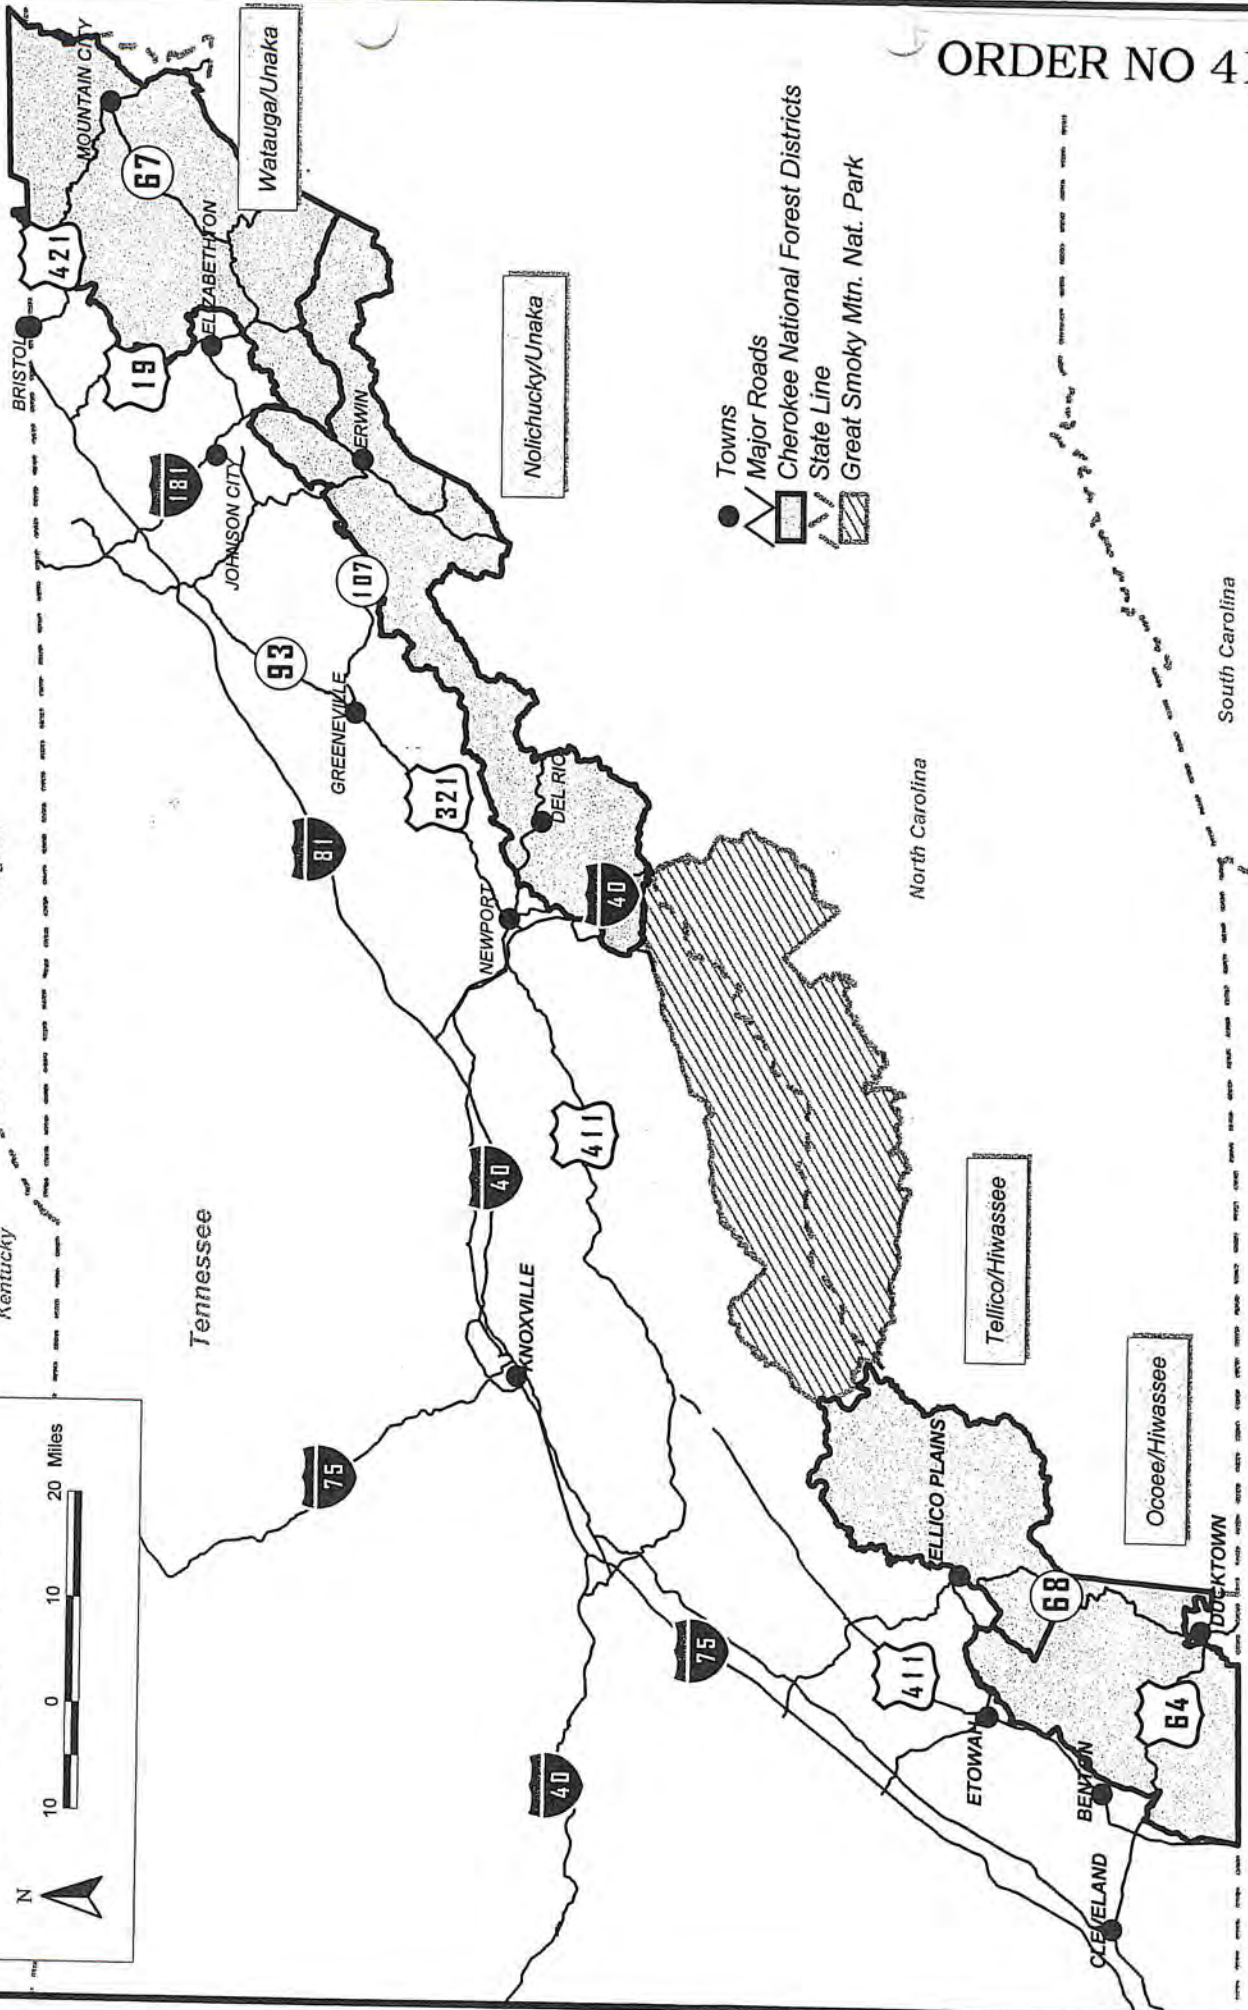 ORDER NO 41
Kentucky
Tennessee
North Carolina
South Carolina
N
10 0 10 20 Miles
BRISTOL
MOUNTAIN CITY
ELIZABETHTON
JOHNSON CITY
ERWIN
GREENEVILLE
DEL RIO
NEWPORT
KNOXVILLE
TELLICO PLAINS
ETOWAH
BENTON
CLEVELAND
DUCKTOWN
421
67
19
181
107
93
321
81
40
411
40
75
40
75
411
68
64
Watauga/Unaka
Nolichucky/Unaka
Tellico/Hiwassee
Ocoee/Hiwassee
Towns
Major Roads
Cherokee National Forest Districts
State Line
Great Smoky Mtn. Nat. Park